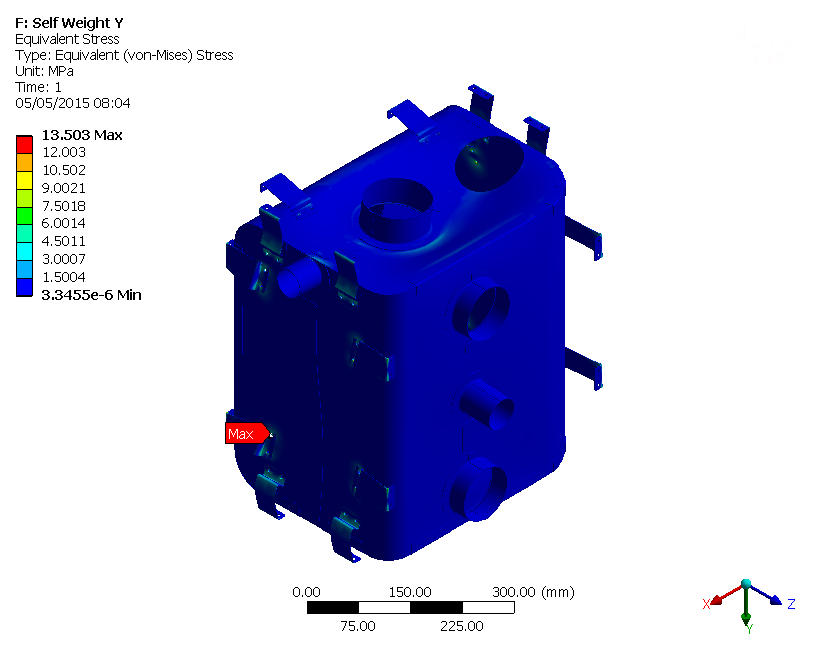 F: Self Weight Y
Equivalent Stress
Type: Equivalent (von-Mises) Stress
Unit: MPa
Time: 1
05/05/2015 08:04
13.503 Max
12.003
10.502
9.0021
7.5018
6.0014
4.5011
3.0007
1.5004
3.3455e-6 Min
Max
0.00 150.00 300.00 (mm)
75.00 225.00
X Z
Y